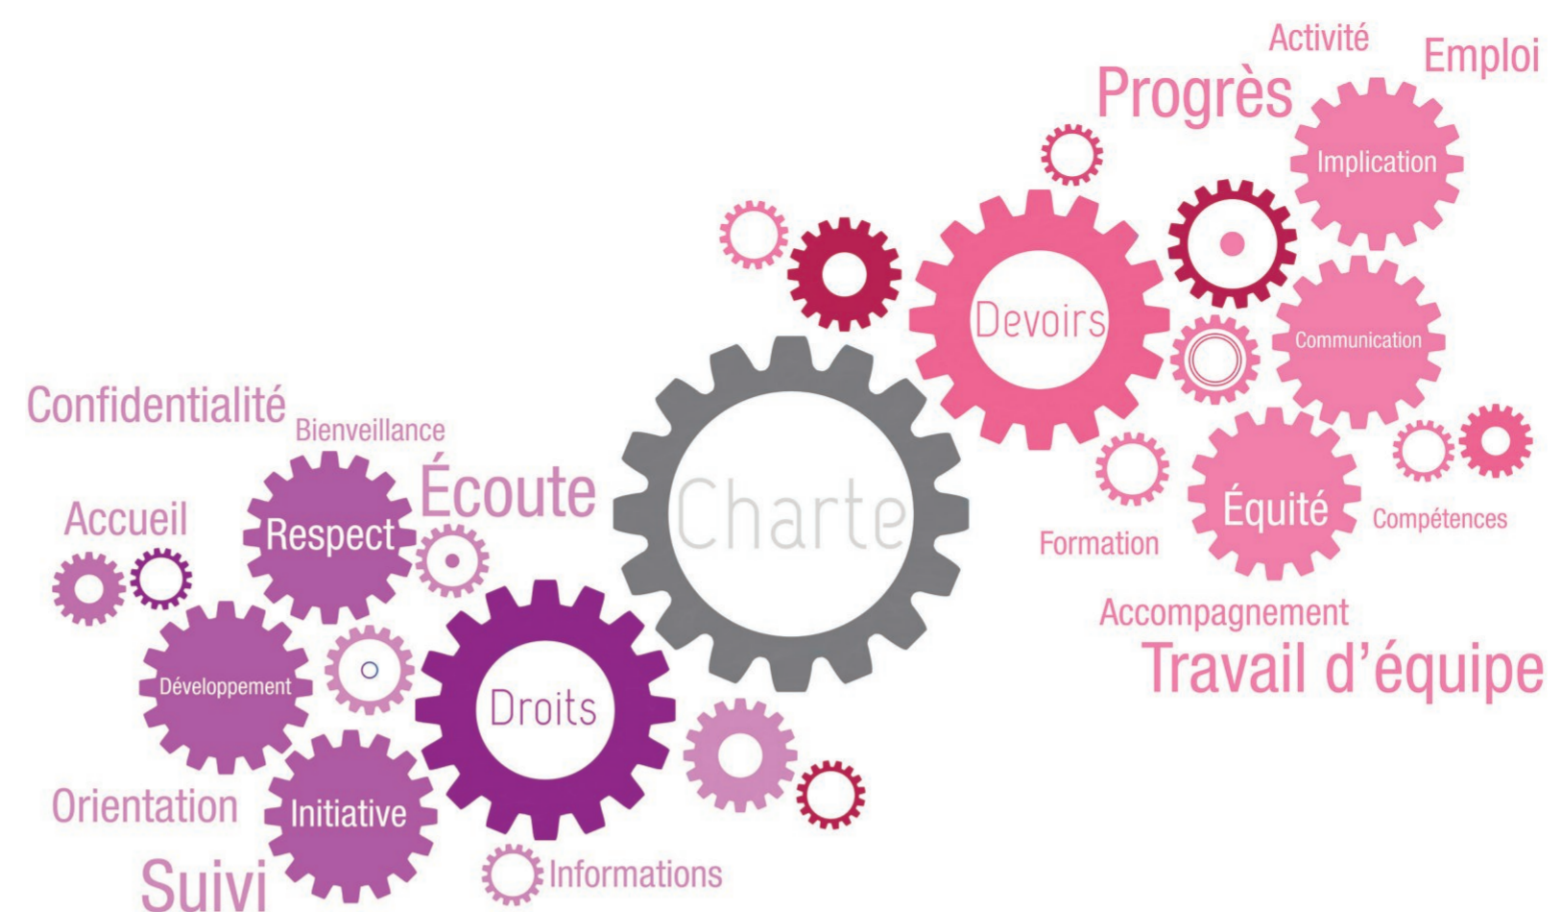 Activité
Emploi
Progrès
Implication
Devoirs
Communication
Équité
Compétences
Formation
Accompagnement
Travail d’équipe
Charte
Confidentialité
Bienveillance
Écoute
Accueil
Respect
Développement
Droits
Orientation
Initiative
Suivi
Informations